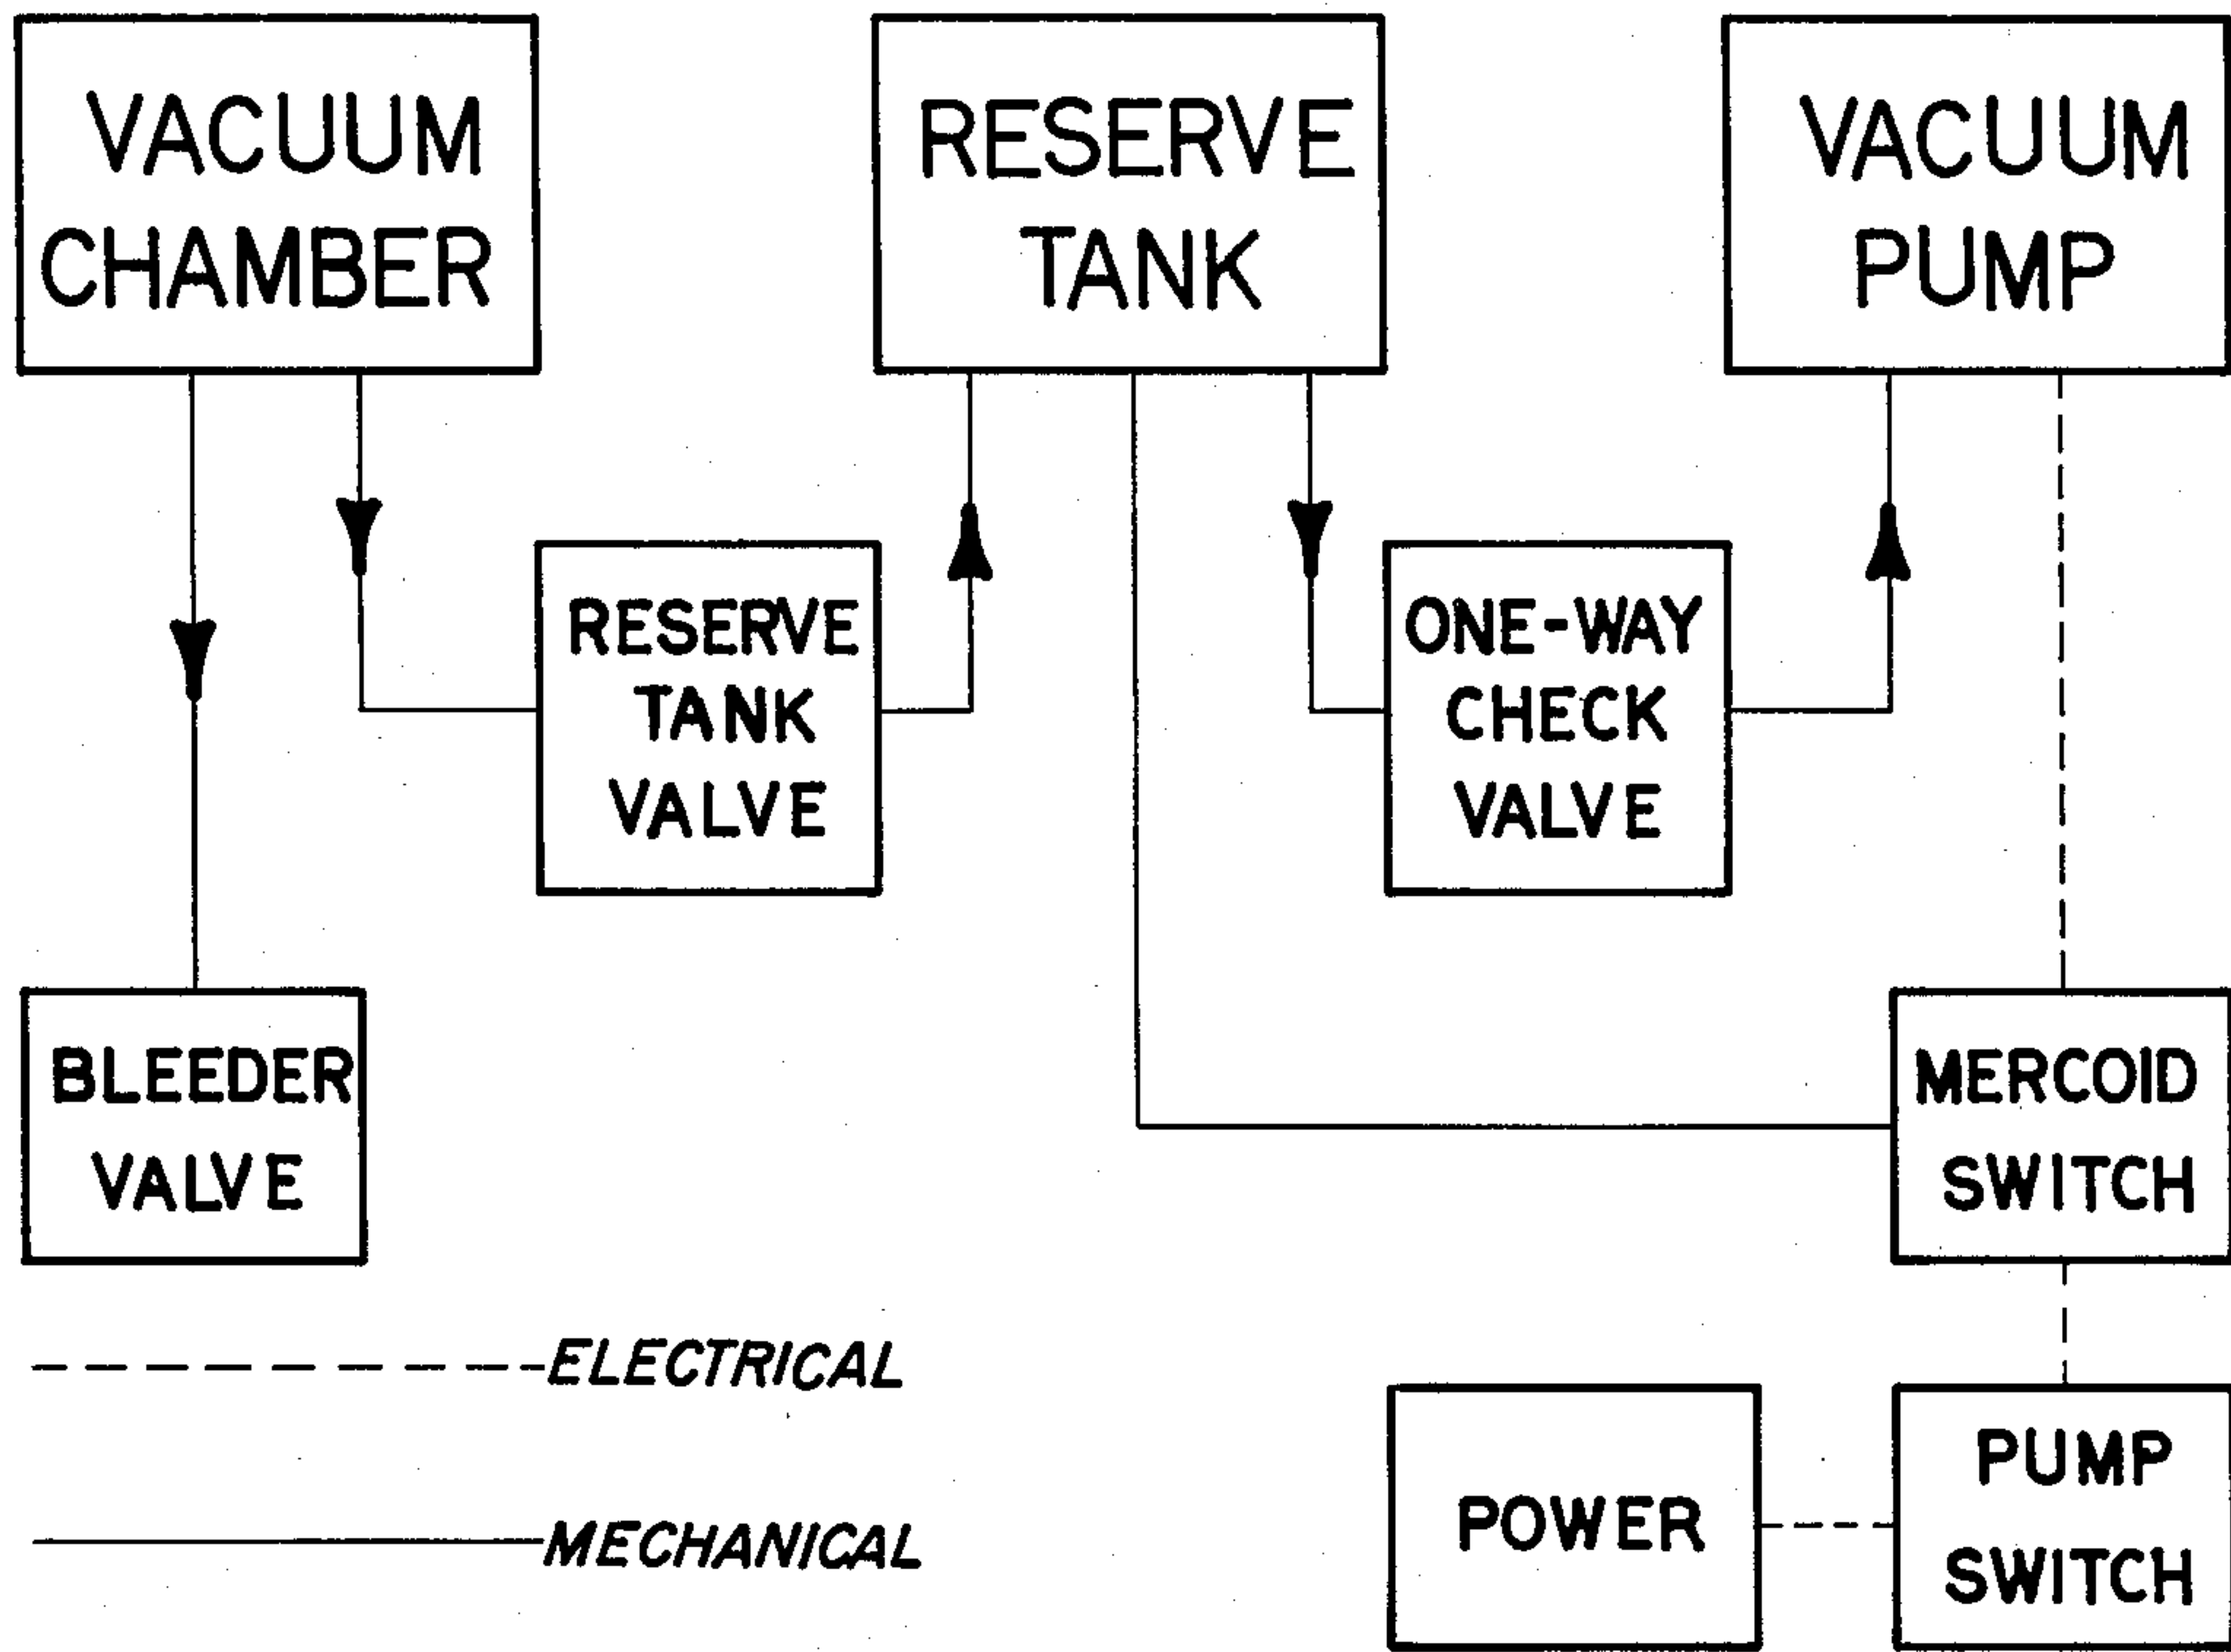 VACUUM
CHAMBER
RESERVE
TANK
VACUUM
PUMP
RESERVE
TANK
VALVE
ONE-WAY
CHECK
VALVE
BLEEDER
VALVE
MERCOID
SWITCH
ELECTRICAL
MECHANICAL
POWER
PUMP
SWITCH